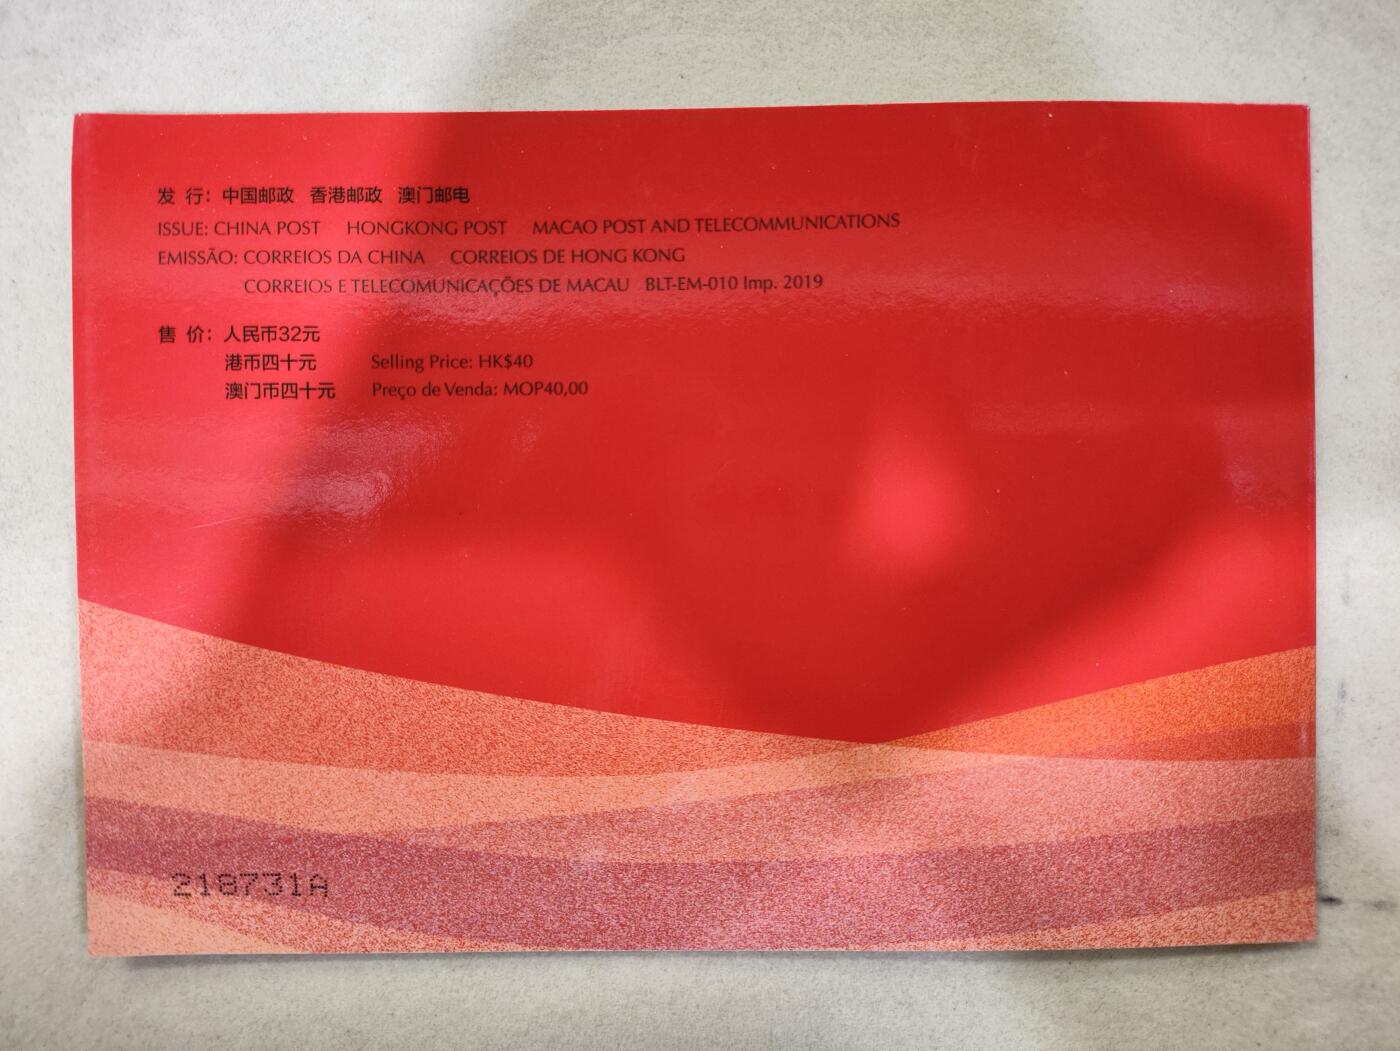 发 行：中国邮政 香港邮政 澳门邮电
ISSUE: CHINA POST HONGKONG POST MACAO POST AND TELECOMMUNICATIONS
EMISSÃO: CORREIOS DA CHINA CORREIOS DE HONG KONG
CORREIOS E TELECOMUNICAÇÕES DE MACAU BLT-EM-010 Imp. 2019
售 价：人民币32元
港币四十元 Selling Price: HK$40
澳门币四十元 Preço de Venda: MOP40,00
218731A